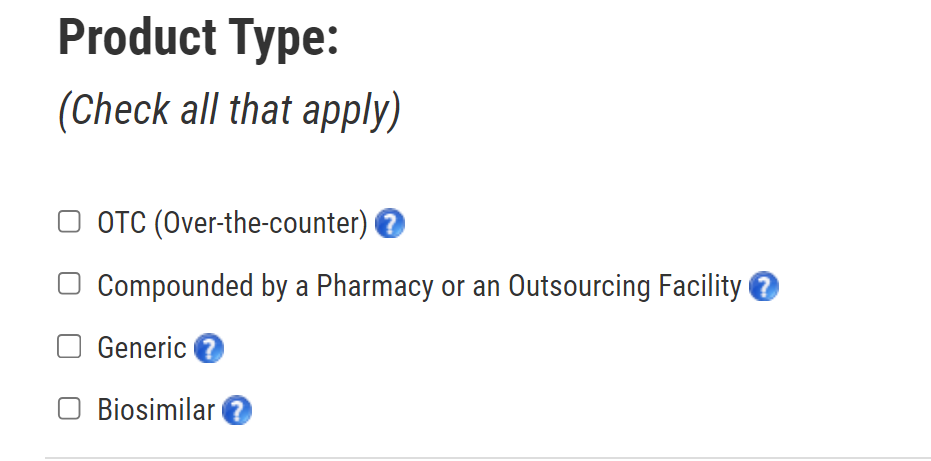 Product Type:
(Check all that apply)
OTC (Over-the-counter) ?
Compounded by a Pharmacy or an Outsourcing Facility ?
Generic ?
Biosimilar ?